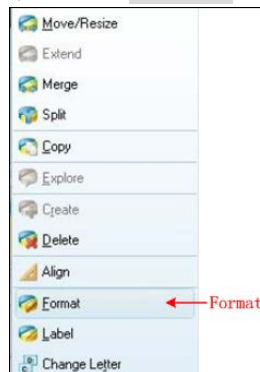 Move/Resize
Extend
Merge
Split
Copy
Explore
Create
Delete
Align
Format
Format
Label
Change Letter